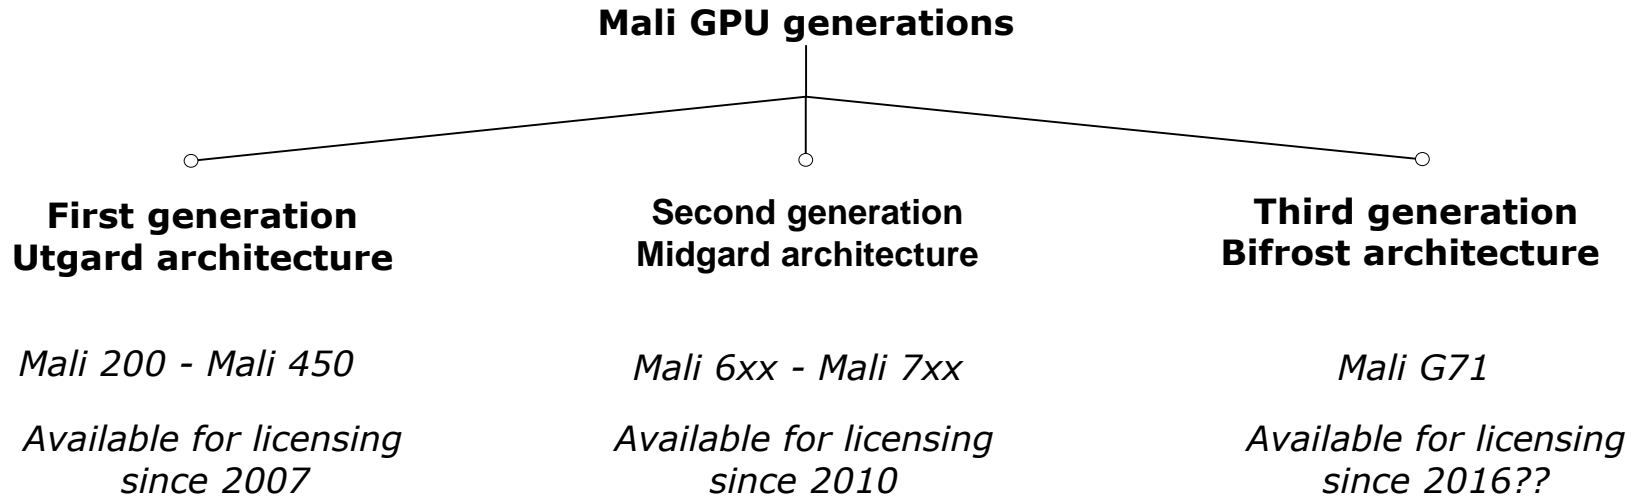 Mali GPU generations
First generation
Utgard architecture
Mali 200 - Mali 450
Available for licensing
since 2007
Second generation
Midgard architecture
Mali 6xx - Mali 7xx
Available for licensing
since 2010
Third generation
Bifrost architecture
Mali G71
Available for licensing
since 2016??